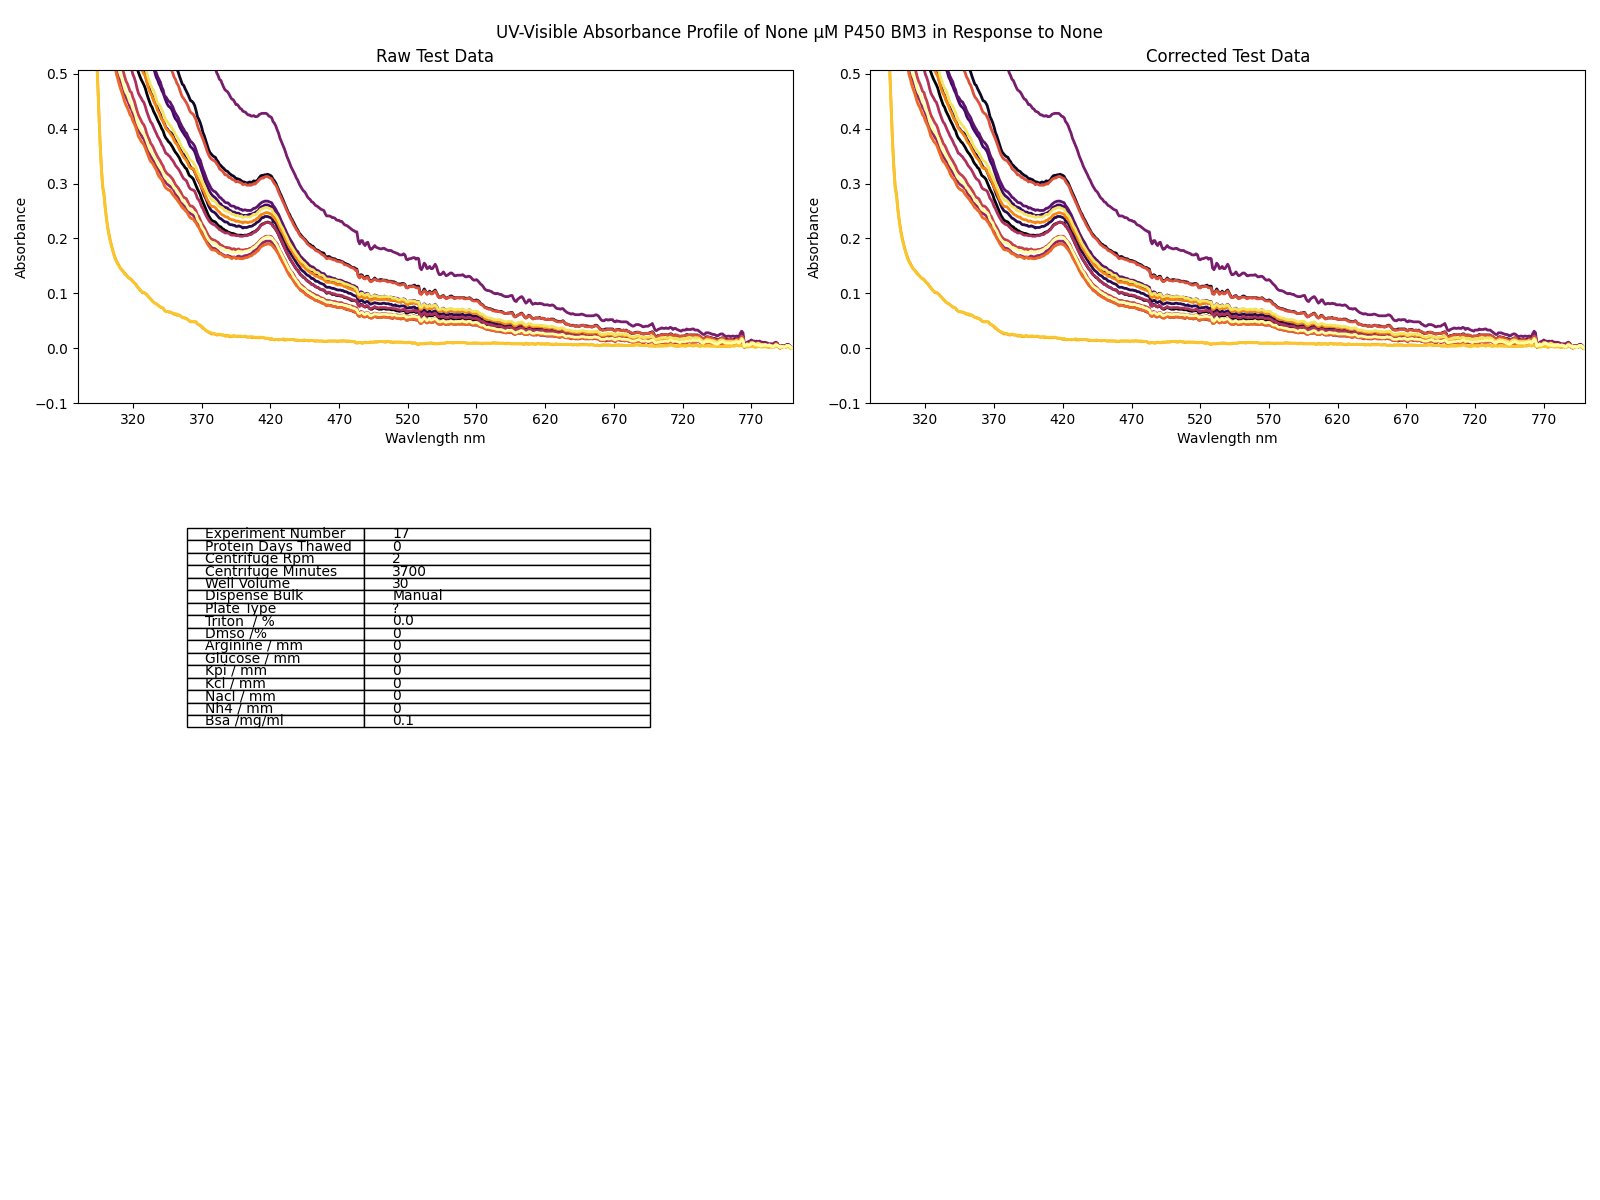 UV-Visible Absorbance Profile of None µM P450 BM3 in Response to None
Raw Test Data
0.5
0.4
0.3
0.2
0.1
0.0
−0.1
Absorbance
320 370 420 470 520 570 620 670 720 770
Wavlength nm
Corrected Test Data
0.5
0.4
0.3
0.2
0.1
0.0
−0.1
Absorbance
320 370 420 470 520 570 620 670 720 770
Wavlength nm
Experiment Number 17
Protein Days Thawed 0
Centrifuge Rpm 2
Centrifuge Minutes 3700
Well Volume 30
Dispense Bulk Manual
Plate Type ?
Triton / % 0.0
Dmso /% 0
Arginine / mm 0
Glucose / mm 0
Kpi / mm 0
Kcl / mm 0
Nacl / mm 0
Nh4 / mm 0
Bsa /mg/ml 0.1